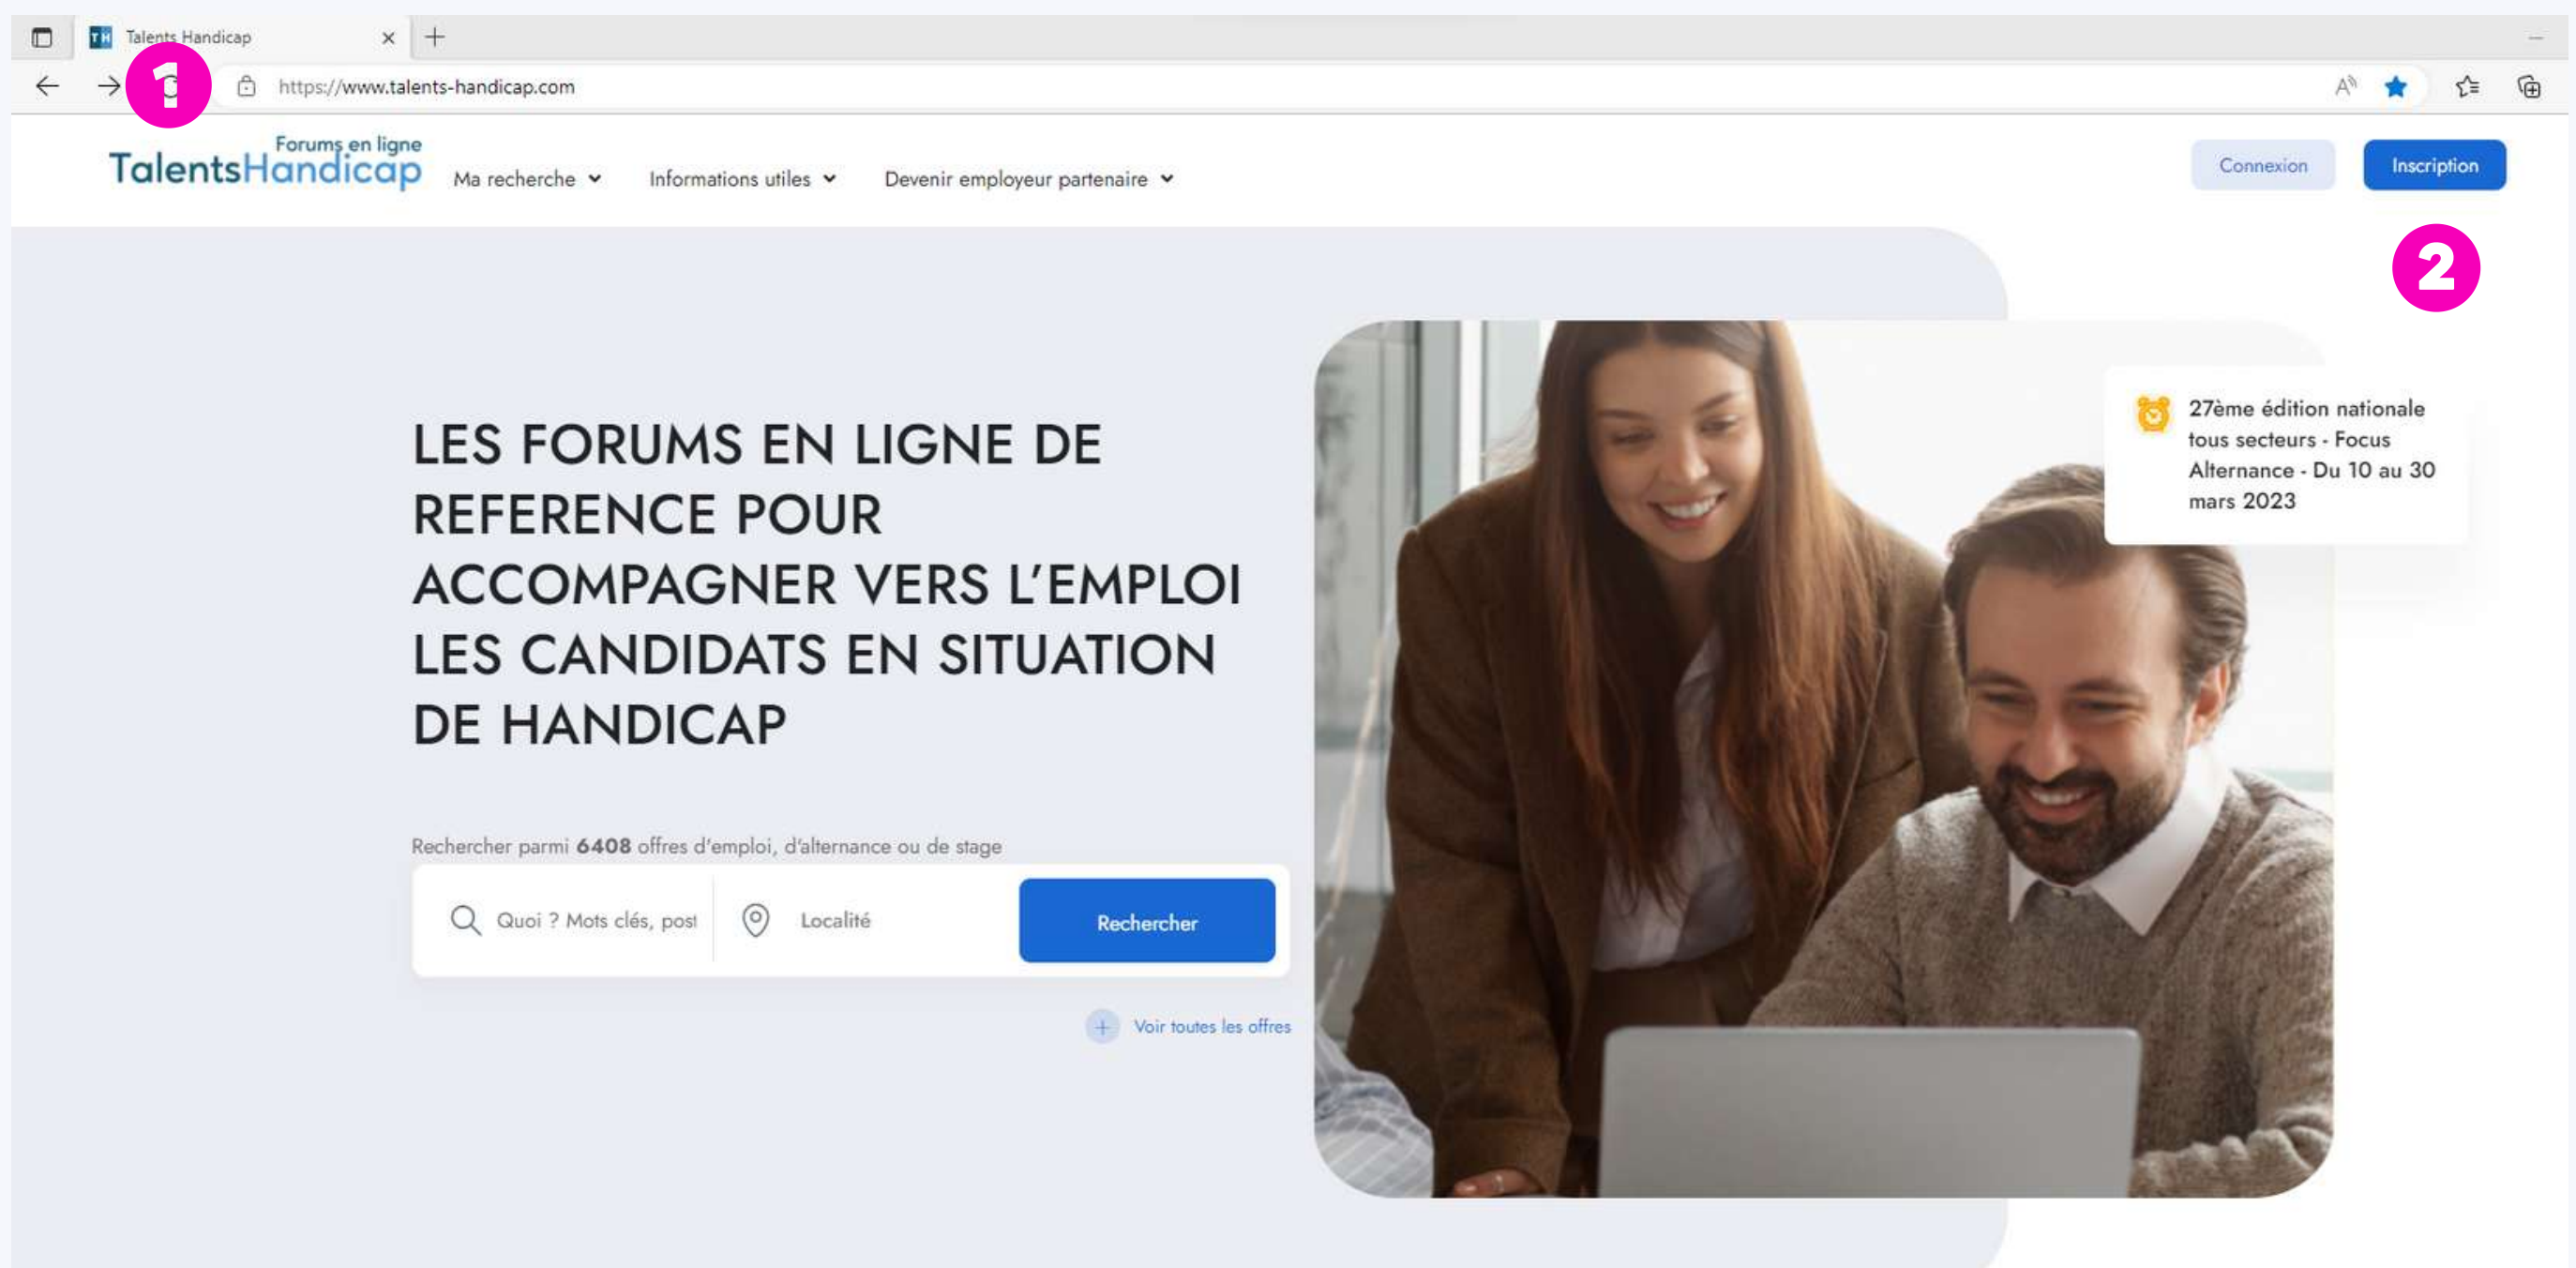 TH Talents Handicap
1
https://www.talents-handicap.com
Forums en ligne
TalentsHandicap
Ma recherche
Informations utiles
Devenir employeur partenaire
Connexion
Inscription
2
27ème édition nationale
tous secteurs - Focus
Alternance - Du 10 au 30
mars 2023
LES FORUMS EN LIGNE DE
REFERENCE POUR
ACCOMPAGNER VERS L'EMPLOI
LES CANDIDATS EN SITUATION
DE HANDICAP
Rechercher parmi 6408 offres d'emploi, d'alternance ou de stage
Quoi ? Mots clés, post
Localité
Rechercher
Voir toutes les offres